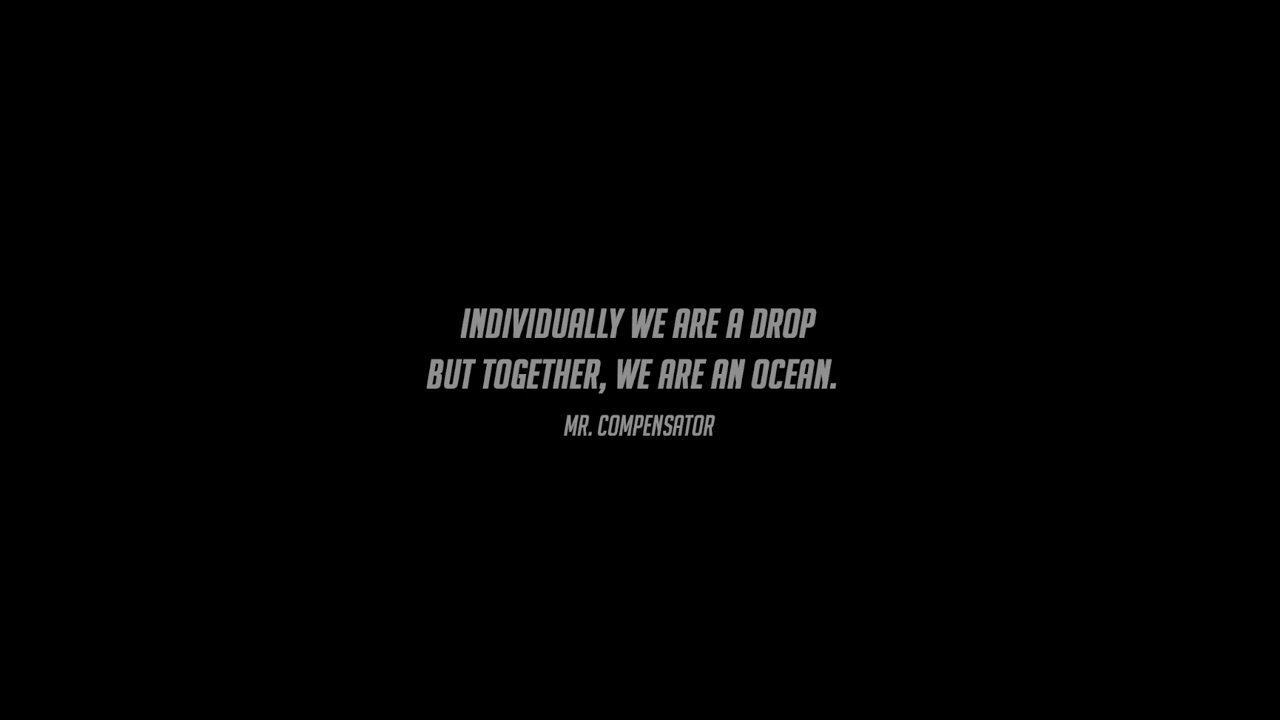 INDIVIDUALLY WE ARE A DROP
BUT TOGETHER, WE ARE AN OCEAN.
MR. COMPENSATOR